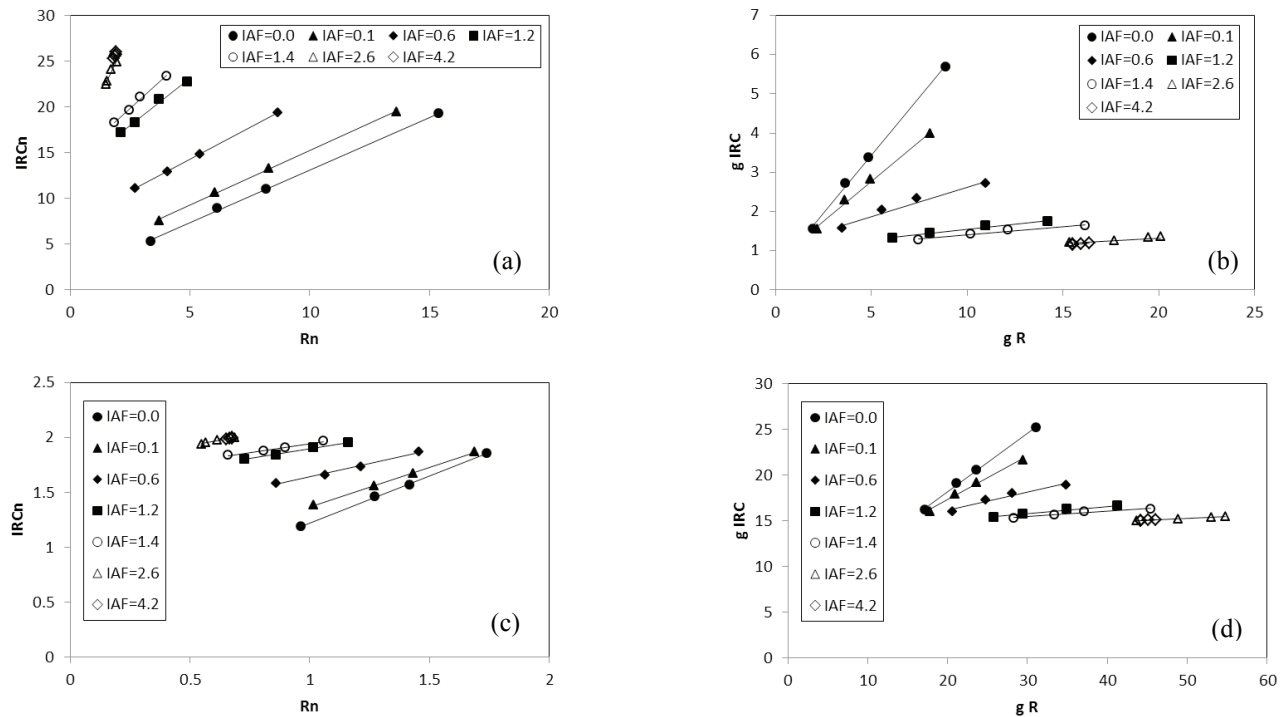 30
25
20
15
10
5
0
IRCn
IAF=0.0 IAF=0.1 IAF=0.6 IAF=1.2
IAF=1.4 IAF=2.6 IAF=4.2
(a)
0 5 10 15 20
Rn
7
6
5
4
3
2
1
0
g IRC
IAF=0.0 IAF=0.1
IAF=0.6 IAF=1.2
IAF=1.4 IAF=2.6
IAF=4.2
(b)
0 5 10 15 20 25
g R
2.5
2
1.5
1
0.5
0
IRCn
IAF=0.0
IAF=0.1
IAF=0.6
IAF=1.2
IAF=1.4
IAF=2.6
IAF=4.2
(c)
0 0.5 1 1.5 2
Rn
30
25
20
15
10
5
0
g IRC
IAF=0.0
IAF=0.1
IAF=0.6
IAF=1.2
IAF=1.4
IAF=2.6
IAF=4.2
(d)
0 10 20 30 40 50 60
g R